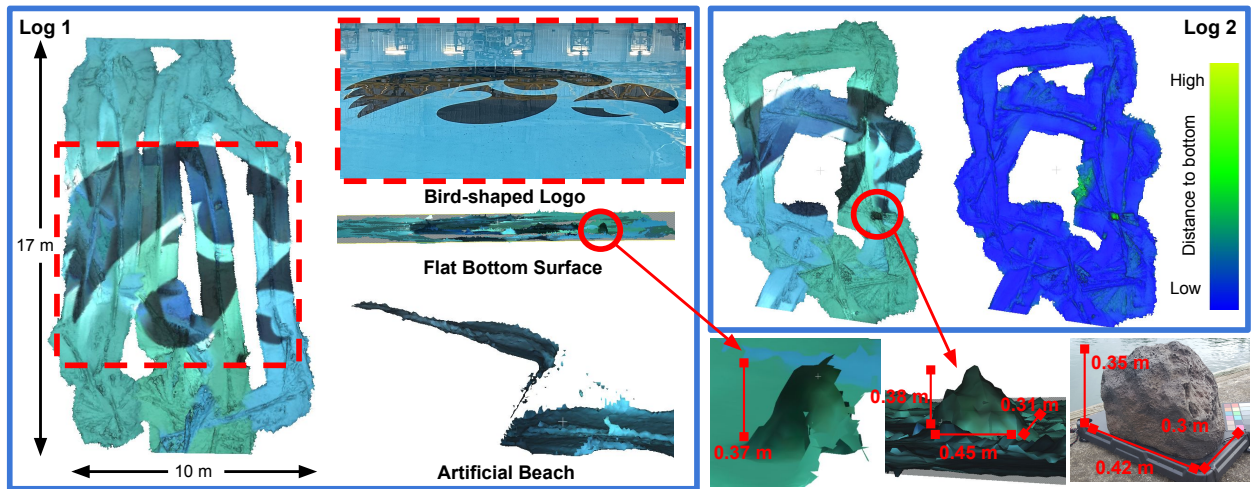 Log 1
17 m
10 m
Bird-shaped Logo
Flat Bottom Surface
Artificial Beach
Log 2
High
Distance to bottom
Low
0.37 m
0.38 m
0.31 m
0.45 m
0.35 m
0.3 m
0.42 m